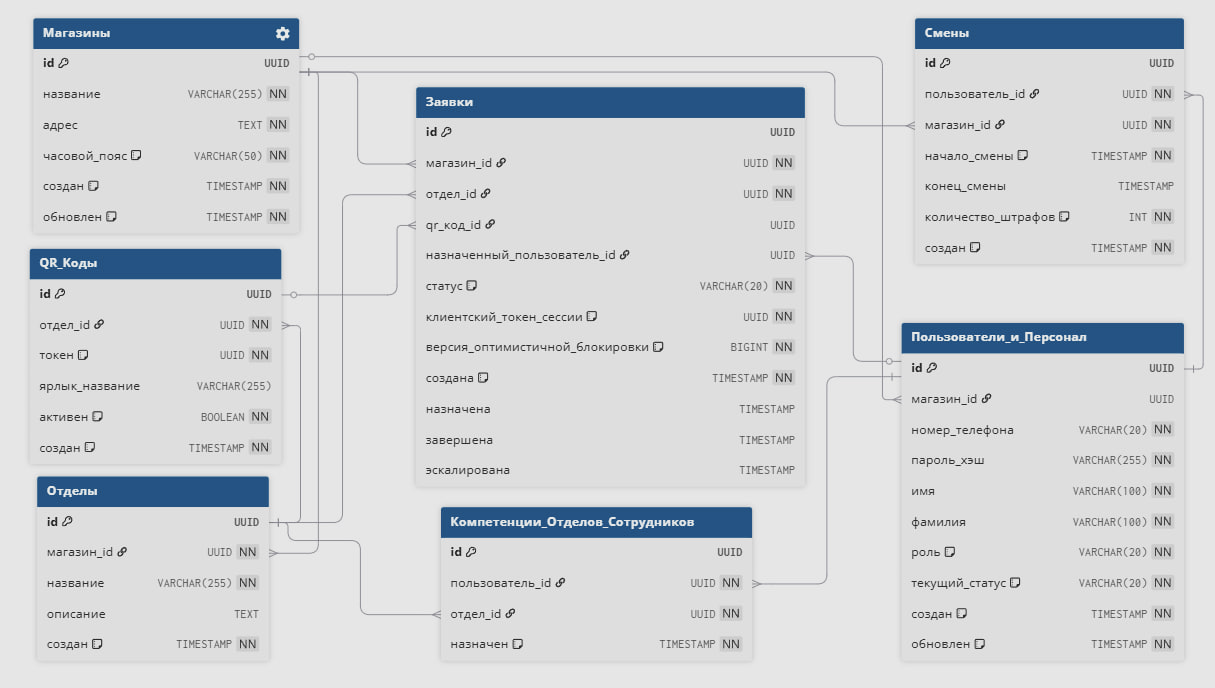 Магазины
id UUID
название VARCHAR(255) NN
адрес TEXT NN
часовой_пояс VARCHAR(50) NN
создан TIMESTAMP NN
обновлен TIMESTAMP NN
QR_Коды
id UUID
отдел_id UUID NN
токен UUID NN
ярлык_название VARCHAR(255)
активен BOOLEAN NN
создан TIMESTAMP NN
Отделы
id UUID
магазин_id UUID NN
название VARCHAR(255) NN
описание TEXT
создан TIMESTAMP NN
Заявки
id UUID
магазин_id UUID NN
отдел_id UUID NN
qr_код_id UUID
назначенный_пользователь_id UUID
статус VARCHAR(20) NN
клиентский_токен_сессии UUID NN
версия_оптимистичной_блокировки BIGINT NN
создана TIMESTAMP NN
назначена TIMESTAMP
завершена TIMESTAMP
эскалирована TIMESTAMP
Компетенции_Отделов_Сотрудников
id UUID
пользователь_id UUID NN
отдел_id UUID NN
назначен TIMESTAMP NN
Смены
id UUID
пользователь_id UUID NN
магазин_id UUID NN
начало_смены TIMESTAMP NN
конец_смены TIMESTAMP
количество_штрафов INT NN
создан TIMESTAMP NN
Пользователи_и_Персонал
id UUID
магазин_id UUID
номер_телефона VARCHAR(20) NN
пароль_хэш VARCHAR(255) NN
имя VARCHAR(100) NN
фамилия VARCHAR(100) NN
роль VARCHAR(20) NN
текущий_статус VARCHAR(20) NN
создан TIMESTAMP NN
обновлен TIMESTAMP NN